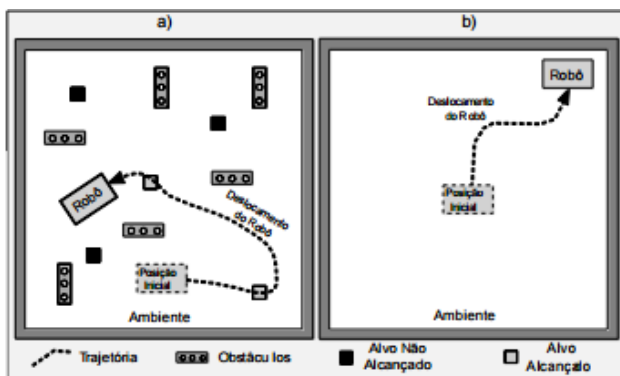 a)
b)
Robô
Deslocamento
do Robô
Robô
Deslocamento
do Robô
Posição
Inicial
Posição
Inicial
Ambiente
Ambiente
Trajetória
Obstácu los
Alvo Não
Alcançado
Alvo
Alcançalo